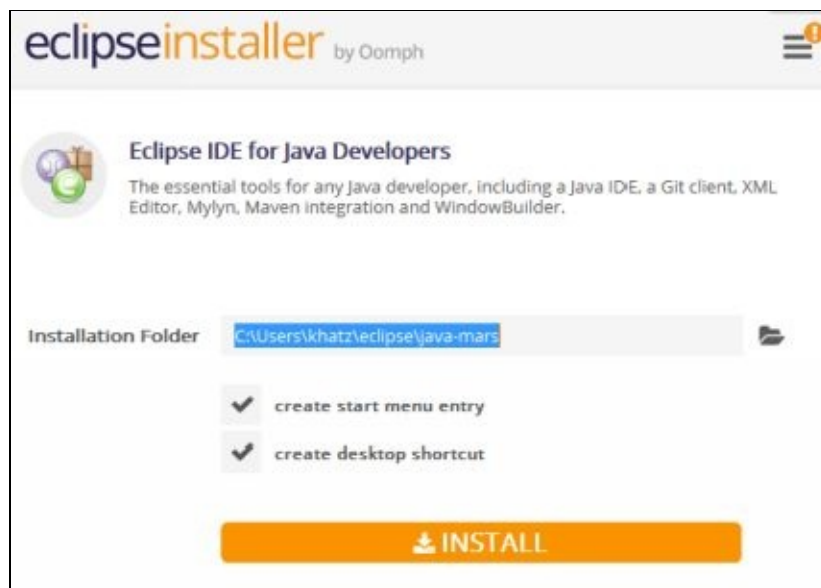 eclipseinstaller by Oomph
Eclipse IDE for Java Developers
The essential tools for any Java developer, including a Java IDE, a Git client, XML
Editor, Mylyn, Maven integration and WindowBuilder.
Installation Folder C:\Users\khatz\eclipse\java-mars
create start menu entry
create desktop shortcut
INSTALL